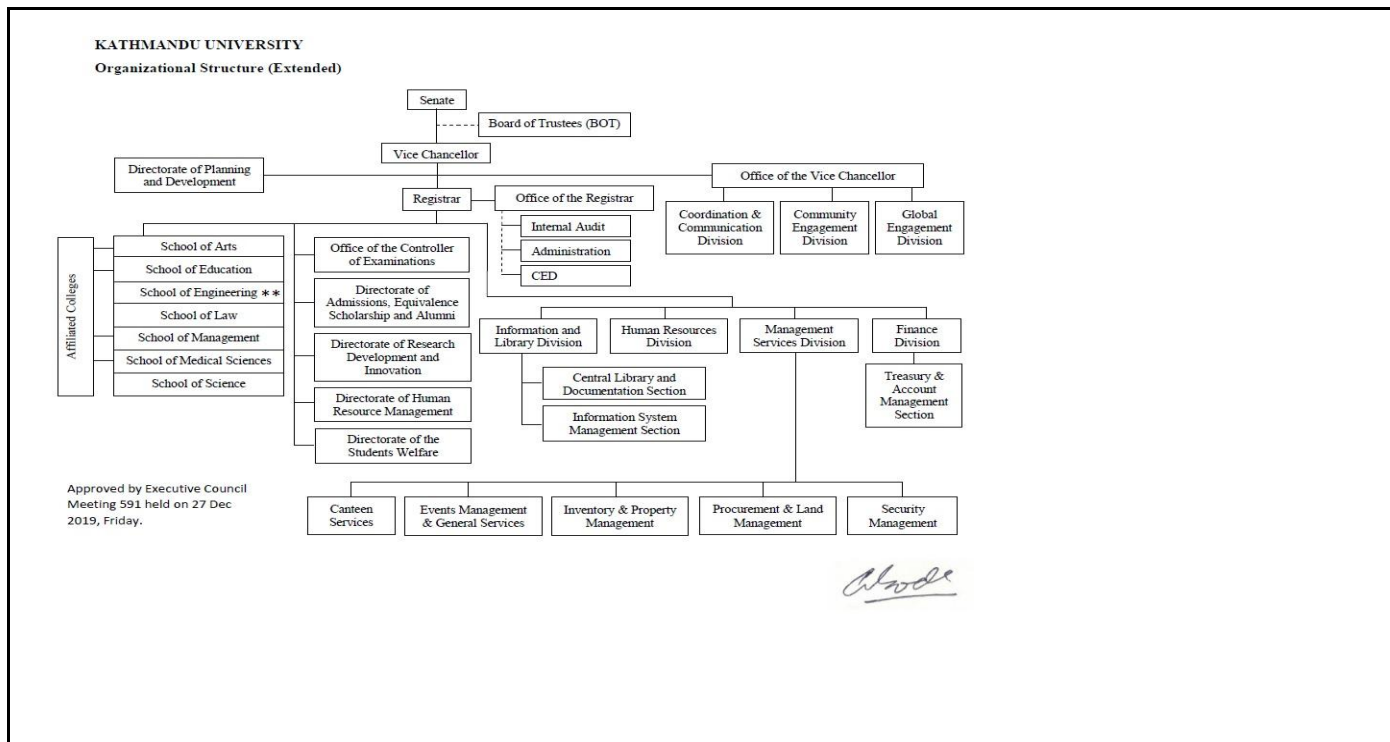 KATHMANDU UNIVERSITY
Organizational Structure (Extended)
Senate
Board of Trustees (BOT)
Vice Chancellor
Directorate of Planning
and Development
Office of the Vice Chancellor
Registrar
Office of the Registrar
Coordination &
Communication
Division
Community
Engagement
Division
Global
Engagement
Division
Internal Audit
Administration
CED
Affiliated Colleges
School of Arts
School of Education
School of Engineering **
School of Law
School of Management
School of Medical Sciences
School of Science
Office of the Controller
of Examinations
Directorate of
Admissions, Equivalence
Scholarship and Alumni
Directorate of Research
Development and
Innovation
Directorate of Human
Resource Management
Directorate of the
Students Welfare
Information and
Library Division
Human Resources
Division
Management
Services Division
Finance
Division
Central Library and
Documentation Section
Information System
Management Section
Treasury &
Account
Management
Section
Approved by Executive Council
Meeting 591 held on 27 Dec
2019, Friday.
Canteen
Services
Events Management
& General Services
Inventory & Property
Management
Procurement & Land
Management
Security
Management